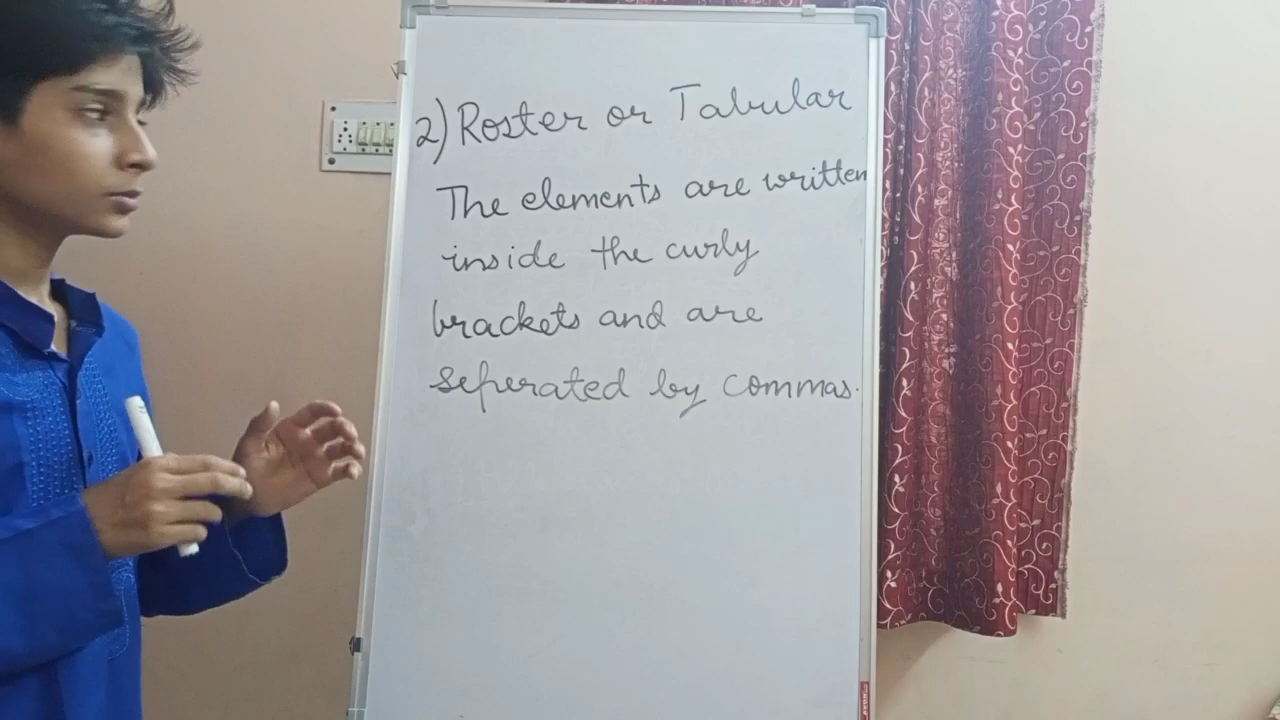 2) Roster or Tabular
The elements are written
inside the curly
brackets and are
seperated by commas.